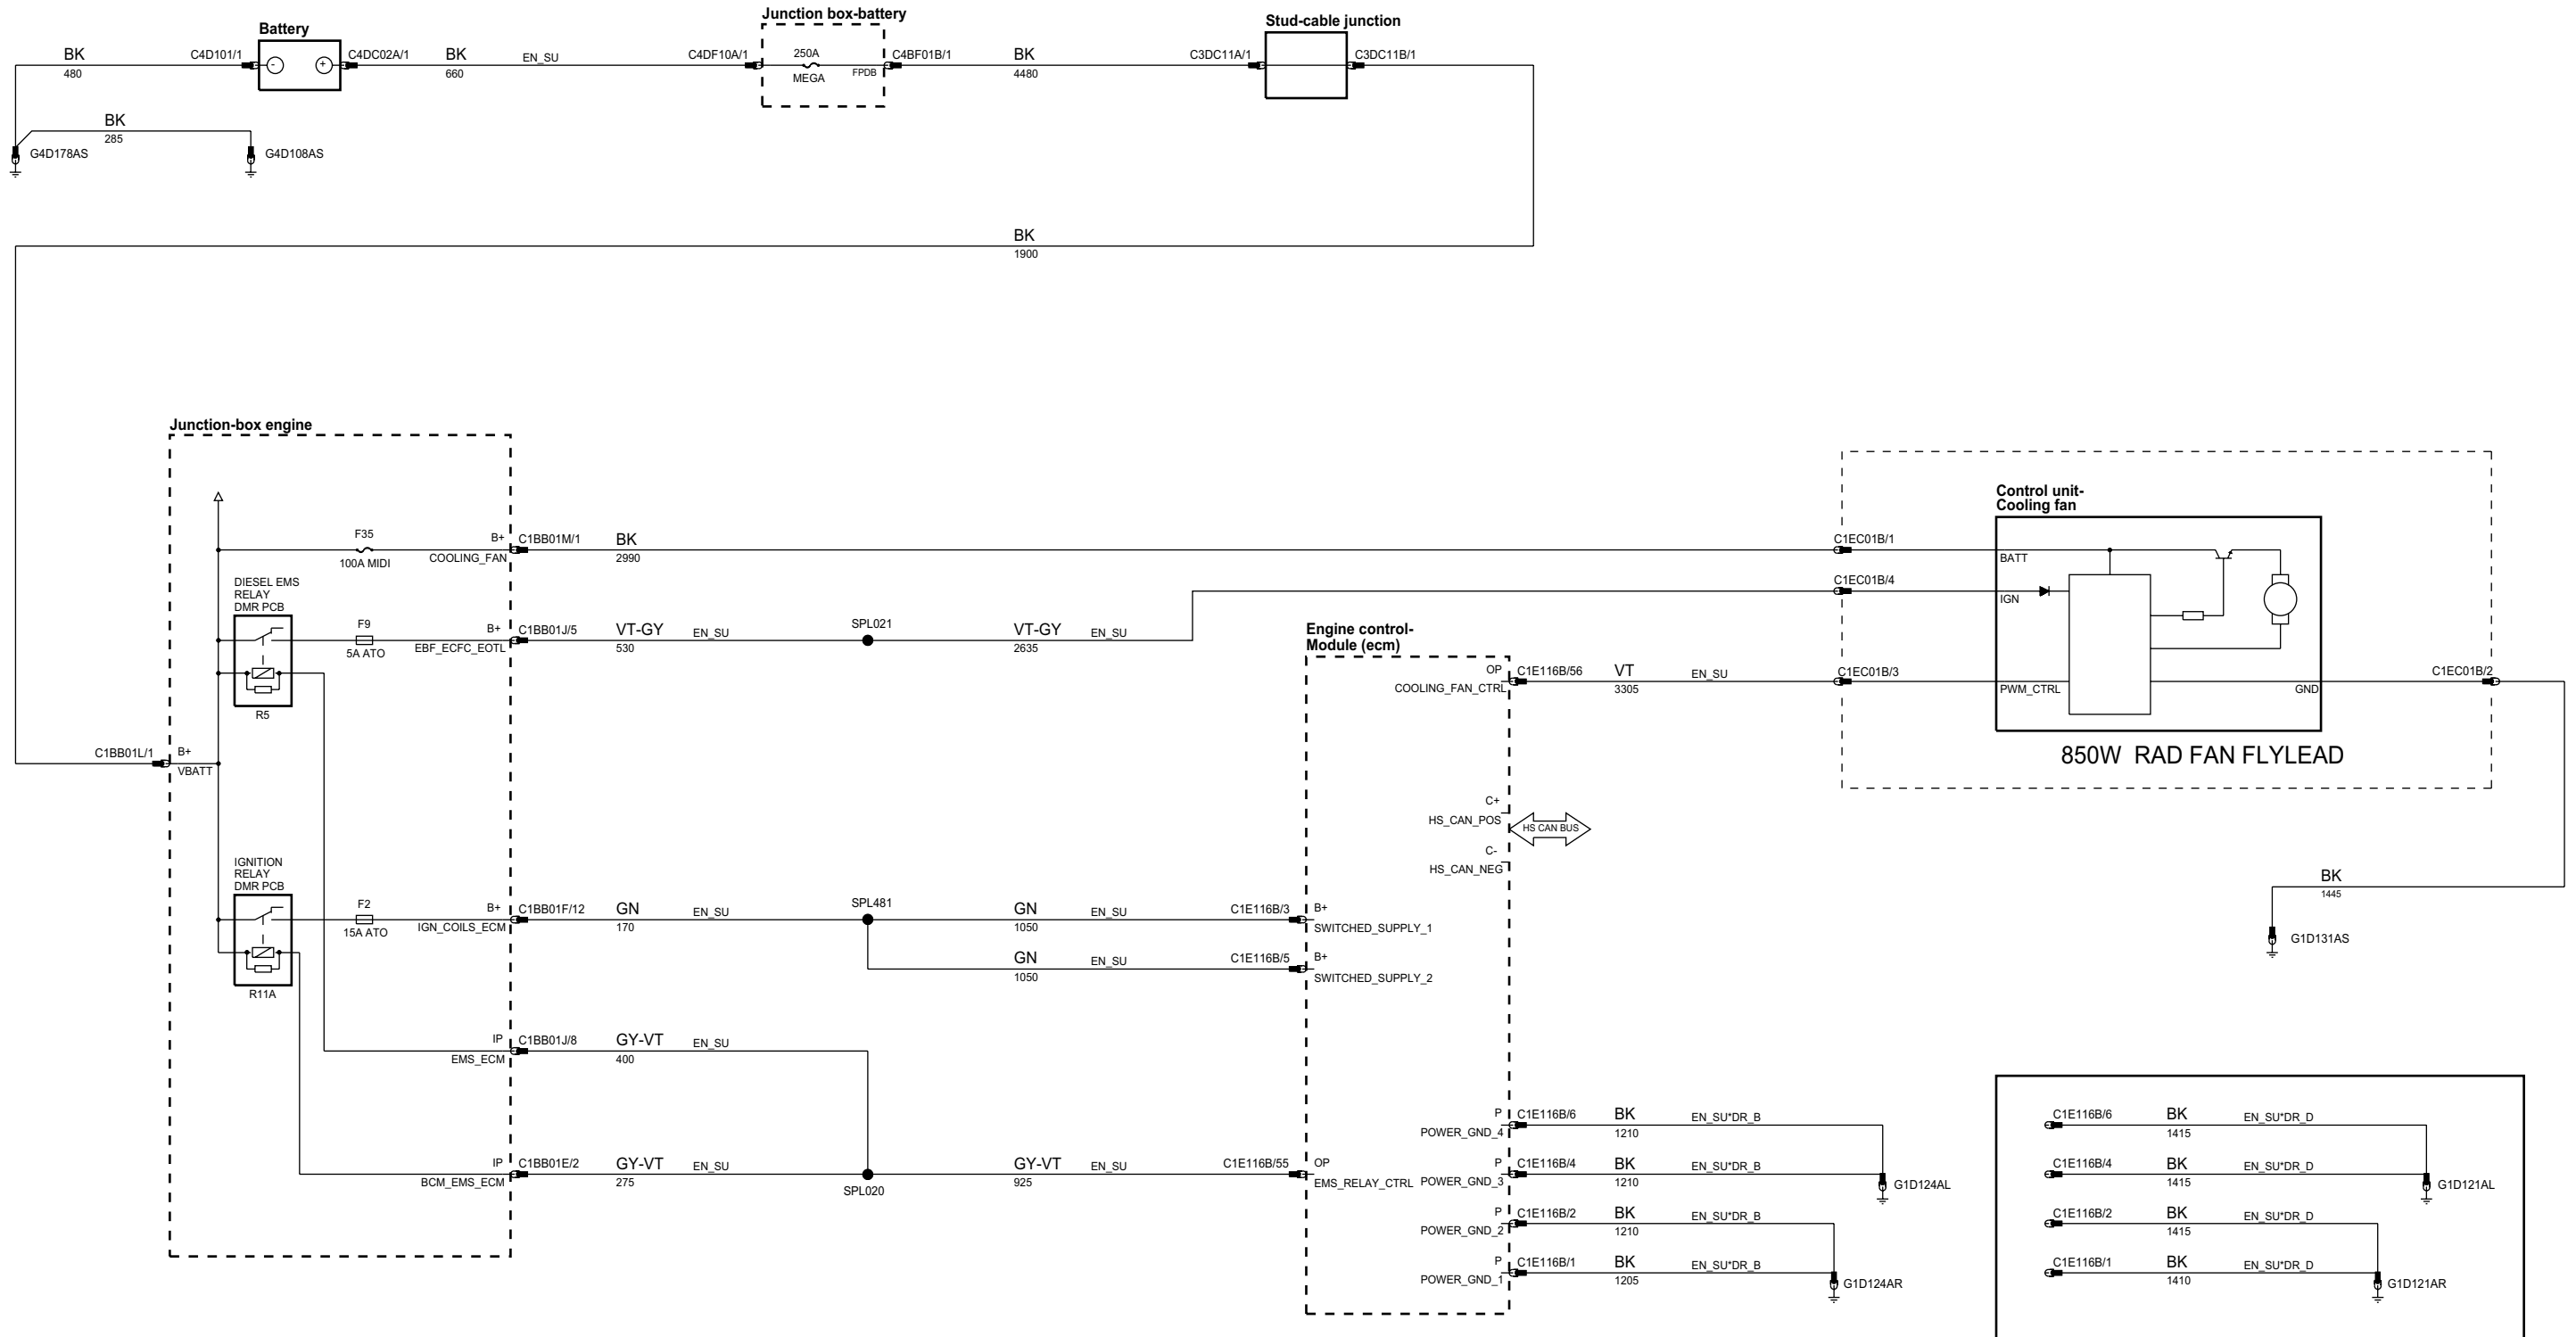 Battery
Junction box-battery
Stud-cable junction
BK
480
C4D101/1
-
+
C4DC02A/1
BK
660
EN_SU
C4DF10A/1
250A
MEGA
FPDB
C4BF01B/1
BK
4480
C3DC11A/1
C3DC11B/1
BK
285
G4D178AS
G4D108AS
BK
1900
Junction-box engine
F35
100A MIDI
B+
COOLING_FAN
C1BB01M/1
BK
2990
C1EC01B/1
Control unit-
Cooling fan
BATT
DIESEL EMS
RELAY
DMR PCB
R5
F9
5A ATO
B+
EBF_ECFC_EOTL
C1BB01J/5
VT-GY
530
EN_SU
SPL021
VT-GY
2635
EN_SU
C1EC01B/4
IGN
Engine control-
Module (ecm)
OP
COOLING_FAN_CTRL
C1E116B/56
VT
3305
EN_SU
C1EC01B/3
PWM_CTRL
GND
C1EC01B/2
850W RAD FAN FLYLEAD
C1BB01L/1
B+
VBATT
C+
HS_CAN_POS
HS CAN BUS
C-
HS_CAN_NEG
BK
1445
G1D131AS
IGNITION
RELAY
DMR PCB
R11A
F2
15A ATO
B+
IGN_COILS_ECM
C1BB01F/12
GN
170
EN_SU
SPL481
GN
1050
EN_SU
C1E116B/3
B+
SWITCHED_SUPPLY_1
GN
1050
EN_SU
C1E116B/5
B+
SWITCHED_SUPPLY_2
IP
EMS_ECM
C1BB01J/8
GY-VT
400
EN_SU
IP
BCM_EMS_ECM
C1BB01E/2
GY-VT
275
EN_SU
SPL020
GY-VT
925
EN_SU
C1E116B/55
OP
EMS_RELAY_CTRL
P
POWER_GND_4
C1E116B/6
BK
1210
EN_SU*DR_B
P
POWER_GND_3
C1E116B/4
BK
1210
EN_SU*DR_B
G1D124AL
P
POWER_GND_2
C1E116B/2
BK
1210
EN_SU*DR_B
P
POWER_GND_1
C1E116B/1
BK
1205
EN_SU*DR_B
G1D124AR
C1E116B/6
BK
1415
EN_SU*DR_D
C1E116B/4
BK
1415
EN_SU*DR_D
G1D121AL
C1E116B/2
BK
1415
EN_SU*DR_D
C1E116B/1
BK
1410
EN_SU*DR_D
G1D121AR